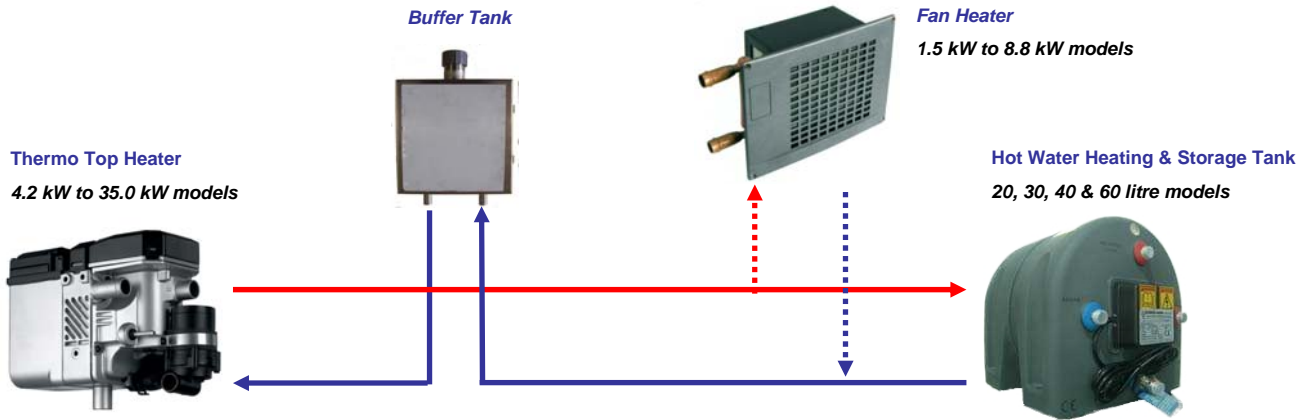 Buffer Tank
Fan Heater
1.5 kW to 8.8 kW models
Thermo Top Heater
4.2 kW to 35.0 kW models
Hot Water Heating & Storage Tank
20, 30, 40 & 60 litre models